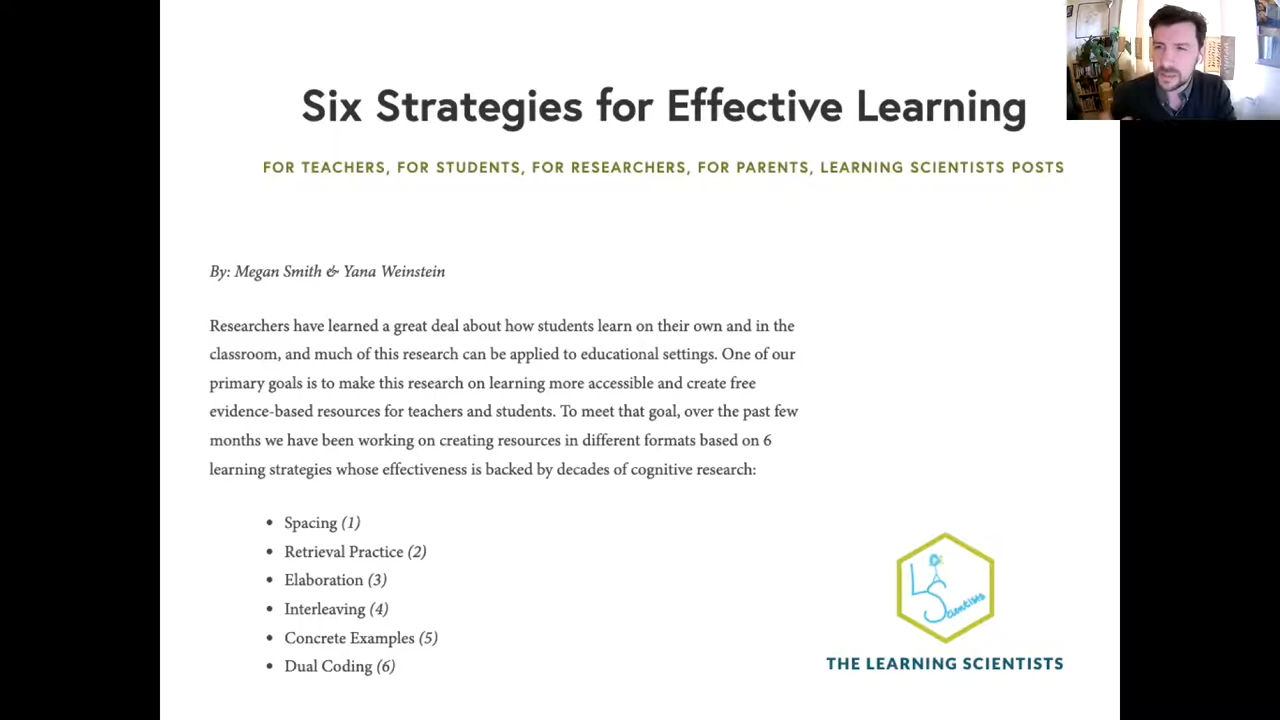 Six Strategies for Effective Learning
FOR TEACHERS, FOR STUDENTS, FOR RESEARCHERS, FOR PARENTS, LEARNING SCIENTISTS POSTS
By: Megan Smith & Yana Weinstein
Researchers have learned a great deal about how students learn on their own and in the
classroom, and much of this research can be applied to educational settings. One of our
primary goals is to make this research on learning more accessible and create free
evidence-based resources for teachers and students. To meet that goal, over the past few
months we have been working on creating resources in different formats based on 6
learning strategies whose effectiveness is backed by decades of cognitive research:
• Spacing (1)
• Retrieval Practice (2)
• Elaboration (3)
• Interleaving (4)
• Concrete Examples (5)
• Dual Coding (6)
L
Scientists
THE LEARNING SCIENTISTS